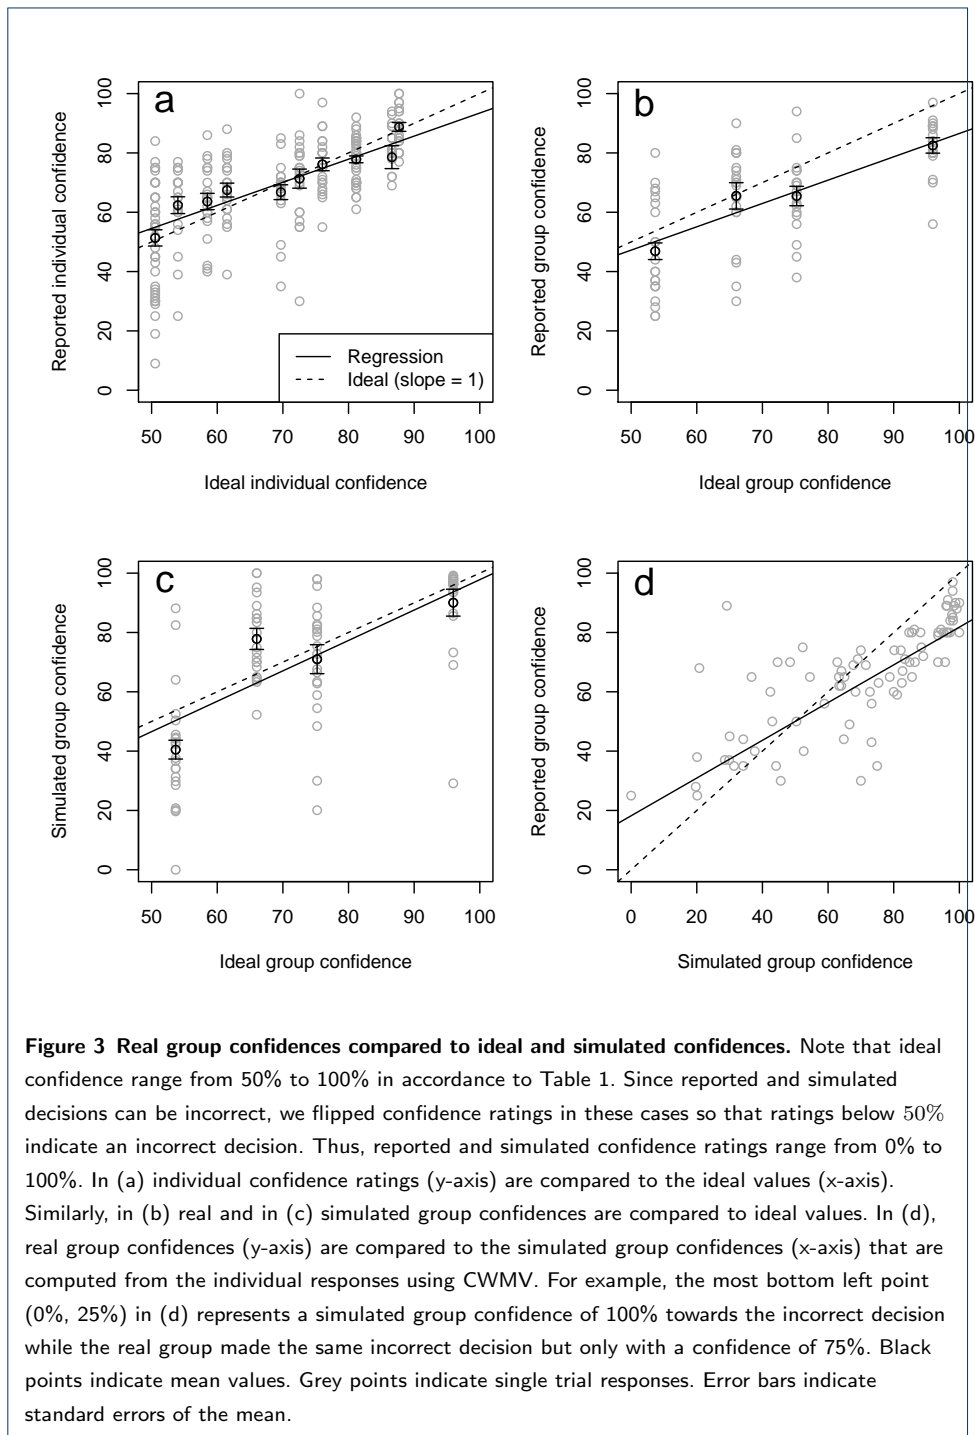 a
b
Reported individual confidence
0 20 40 60 80 100
50 60 70 80 90 100
Ideal individual confidence
Regression
Ideal (slope = 1)
Reported group confidence
0 20 40 60 80 100
50 60 70 80 90 100
Ideal group confidence
c
d
Simulated group confidence
0 20 40 60 80 100
50 60 70 80 90 100
Ideal group confidence
Reported group confidence
0 20 40 60 80 100
0 20 40 60 80 100
Simulated group confidence
Figure 3 Real group confidences compared to ideal and simulated confidences. Note that ideal
confidence range from 50% to 100% in accordance to Table 1. Since reported and simulated
decisions can be incorrect, we flipped confidence ratings in these cases so that ratings below 50%
indicate an incorrect decision. Thus, reported and simulated confidence ratings range from 0% to
100%. In (a) individual confidence ratings (y-axis) are compared to the ideal values (x-axis).
Similarly, in (b) real and in (c) simulated group confidences are compared to ideal values. In (d),
real group confidences (y-axis) are compared to the simulated group confidences (x-axis) that are
computed from the individual responses using CWMV. For example, the most bottom left point
(0%, 25%) in (d) represents a simulated group confidence of 100% towards the incorrect decision
while the real group made the same incorrect decision but only with a confidence of 75%. Black
points indicate mean values. Grey points indicate single trial responses. Error bars indicate
standard errors of the mean.